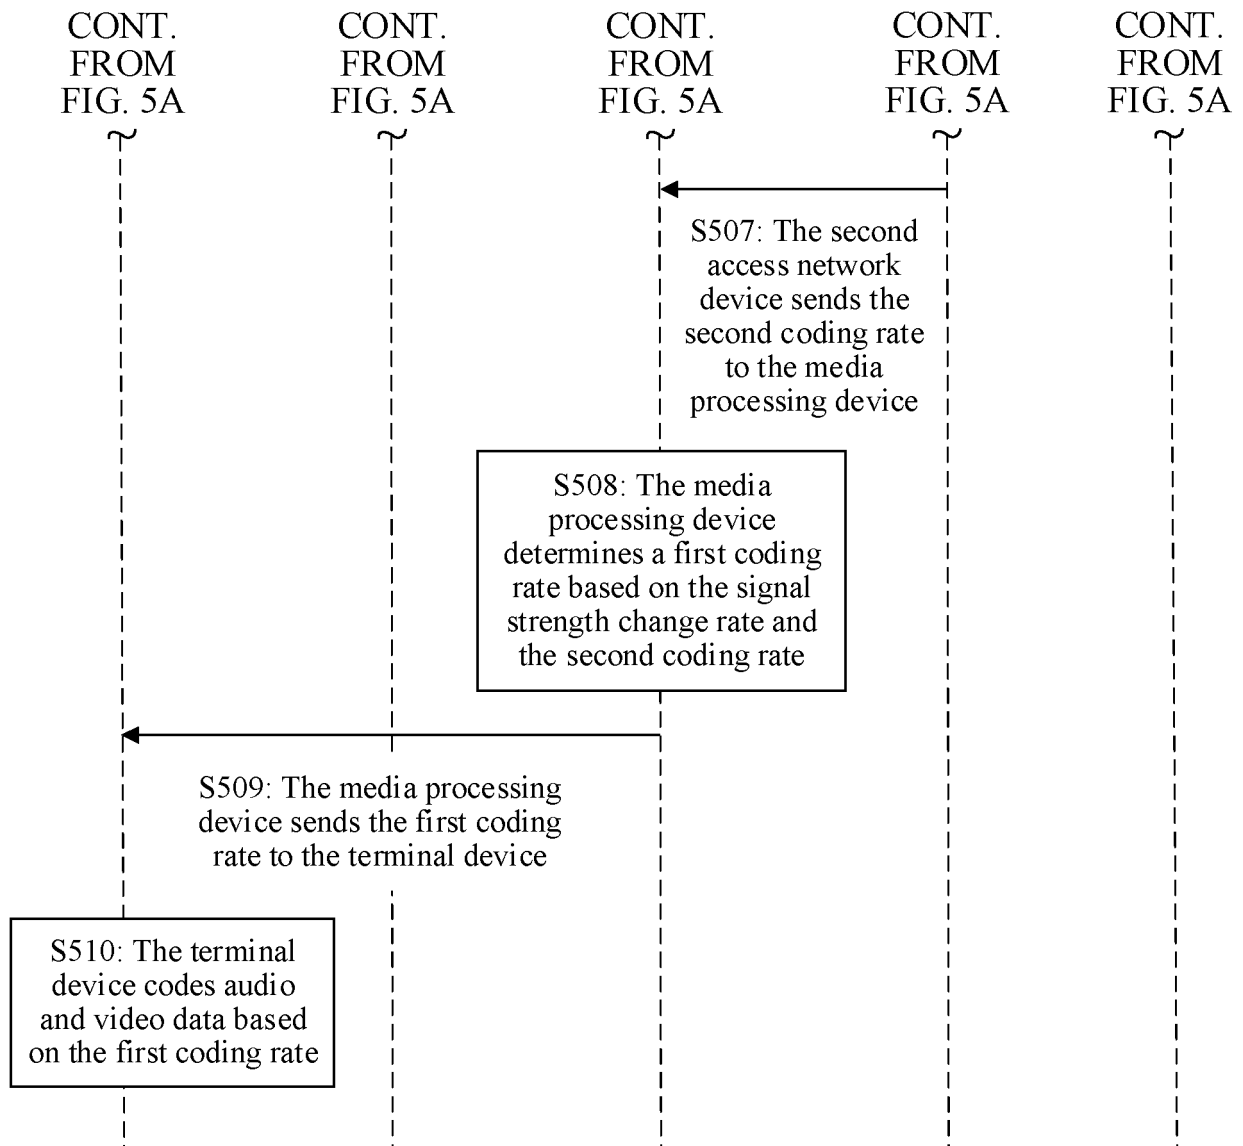 CONT. FROM FIG. 5A
CONT. FROM FIG. 5A
CONT. FROM FIG. 5A
CONT. FROM FIG. 5A
CONT. FROM FIG. 5A
S507: The second
access network
device sends the
second coding rate
to the media
processing device
S508: The media
processing device
determines a first coding
rate based on the signal
strength change rate and
the second coding rate
S509: The media processing
device sends the first coding
rate to the terminal device
S510: The terminal
device codes audio
and video data based
on the first coding rate